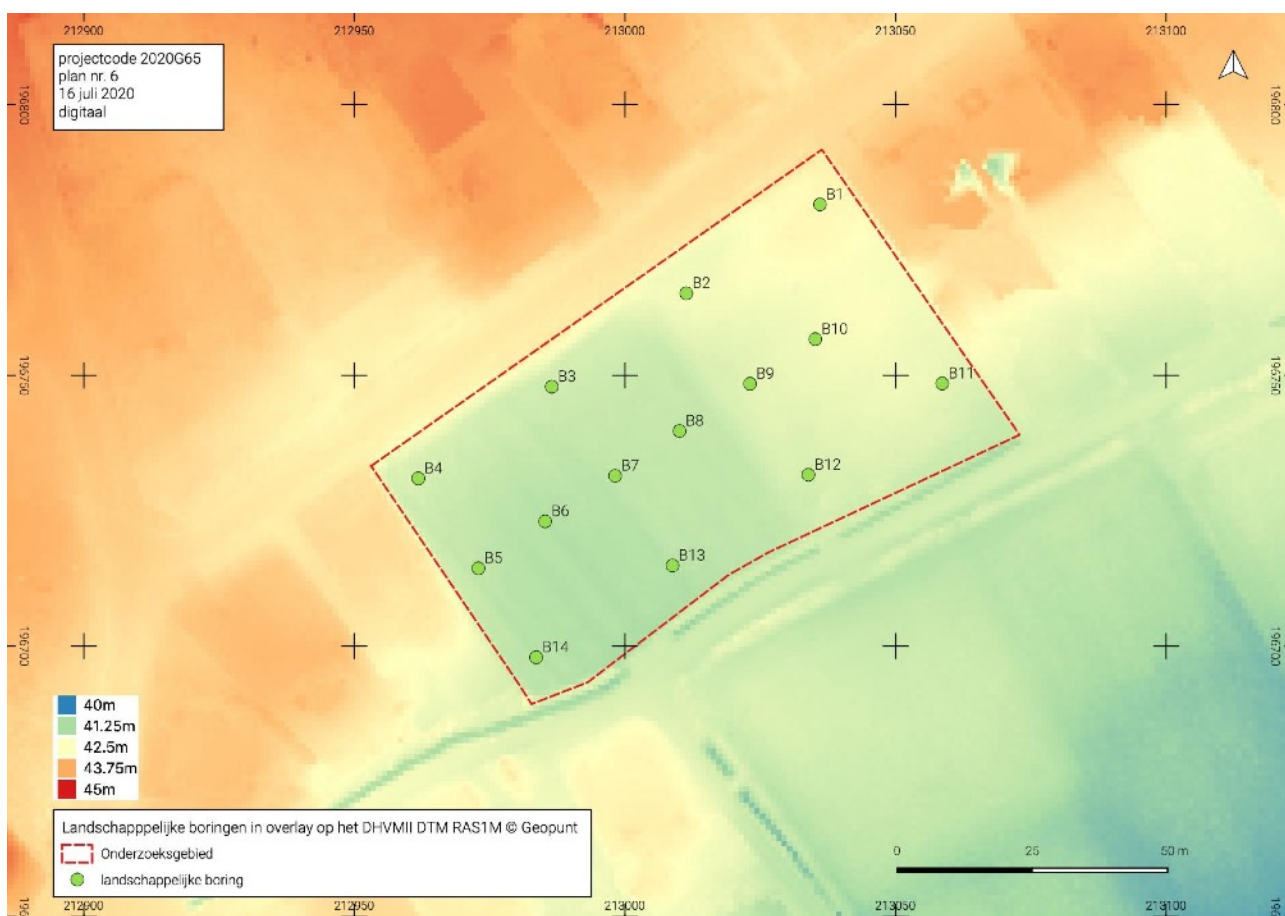 212900 212950 213000 213050 213100
projectcode 2020G65
plan nr. 6
16 juli 2020
digitaal
196800 196800
B1
B2
B10
196750 196750
B3
B9
B11
B8
B4
B7
B12
B6
B5
B13
196700 196700
B14
40m
41.25m
42.5m
43.75m
45m
Landschapppelijke boringen in overlay op het DHVMII DTM RAS1M © Geopunt
Onderzoeksgebied
landschappelijke boring
0 25 50 m
212900 212950 213000 213050 213100